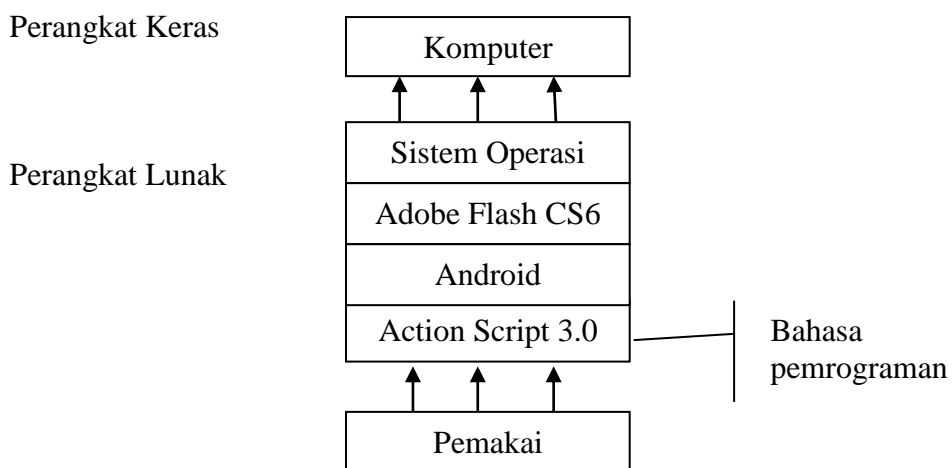 Perangkat Keras
Komputer
Sistem Operasi
Perangkat Lunak
Adobe Flash CS6
Android
Action Script 3.0
Bahasa
pemrograman
Pemakai